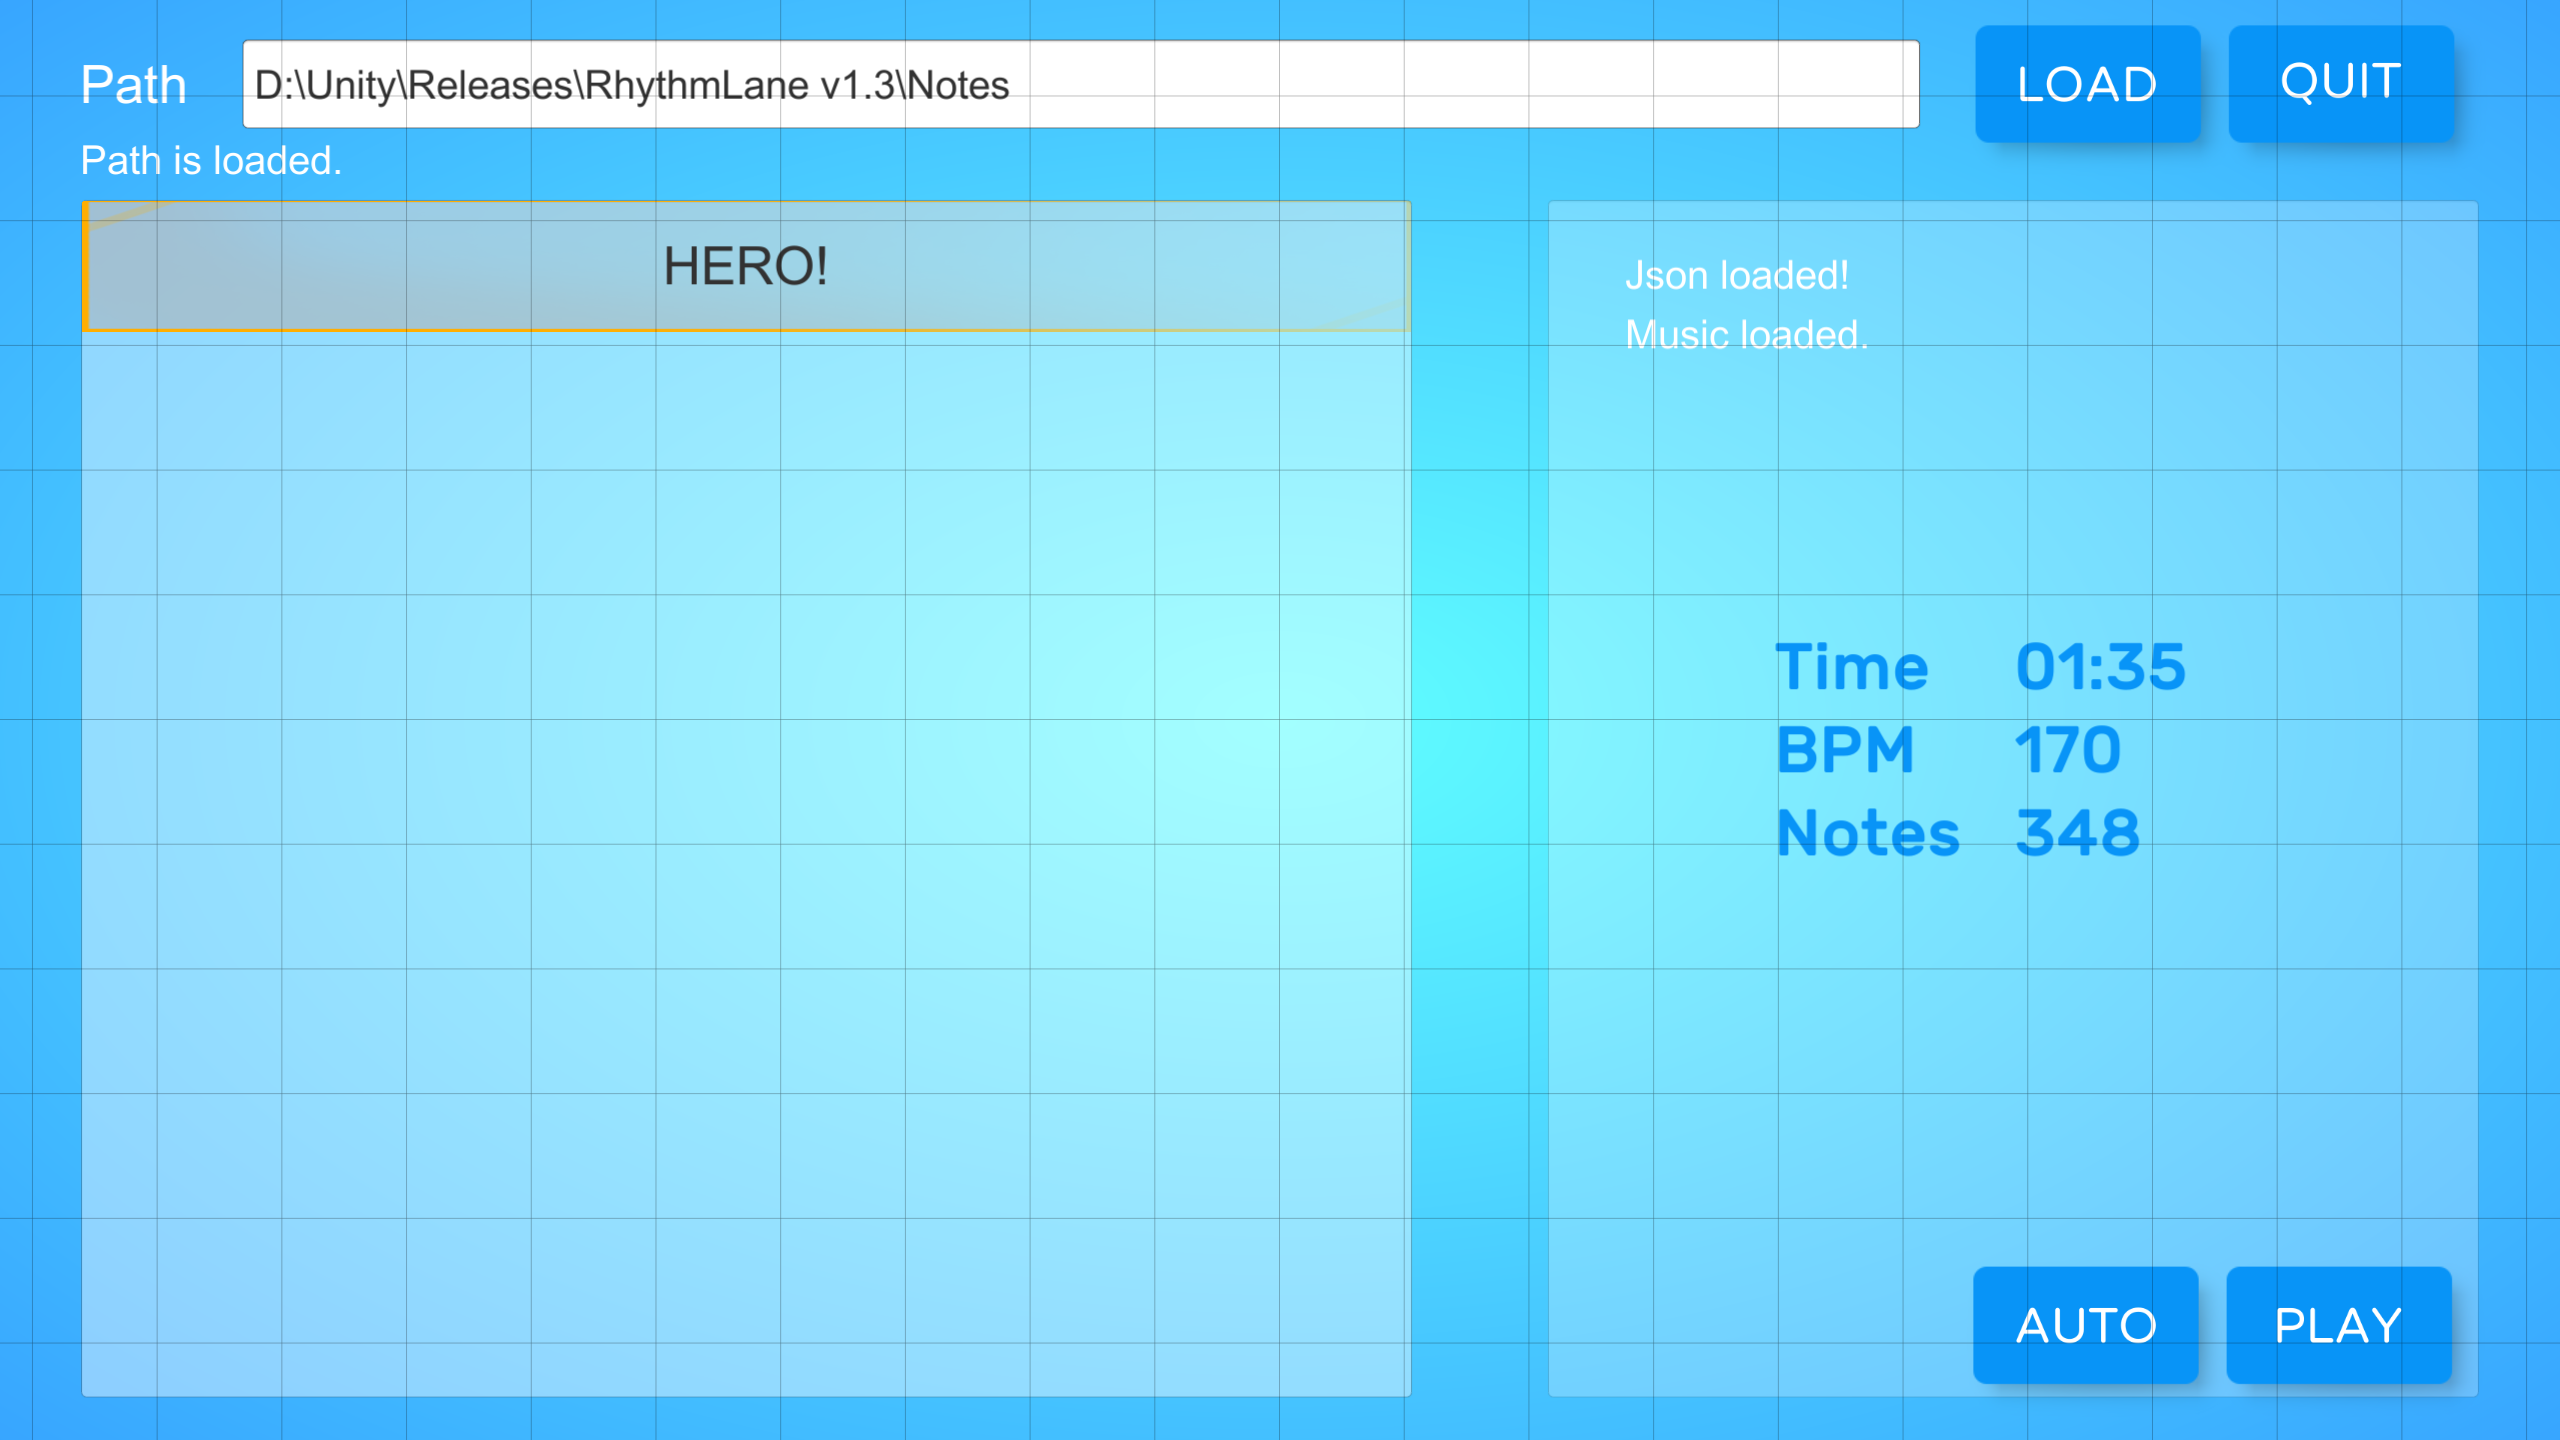 Path D:\Unity\Releases\RhythmLane v1.3\Notes LOAD QUIT
Path is loaded.
HERO!
Json loaded!
Music loaded.
Time 01:35
BPM 170
Notes 348
AUTO PLAY